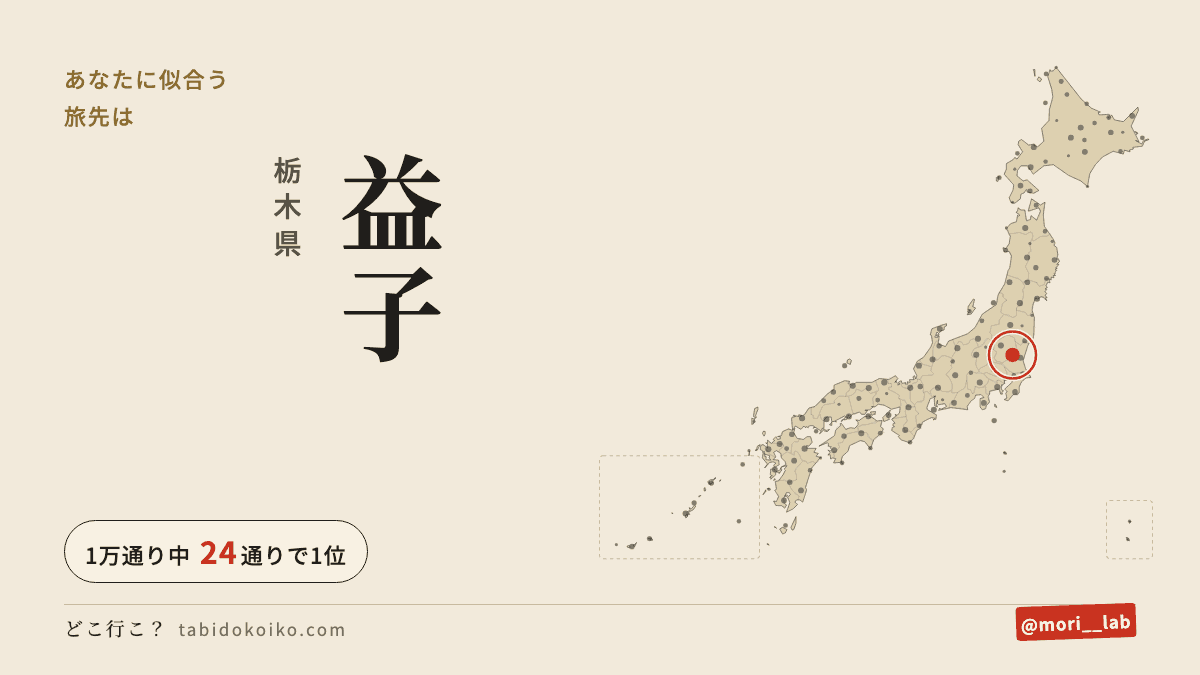 あなたに似合う
旅先は
益子
栃木県
1万通り中 24通りで1位
どこ行こ? tabidokoiko.com
@mori__lab